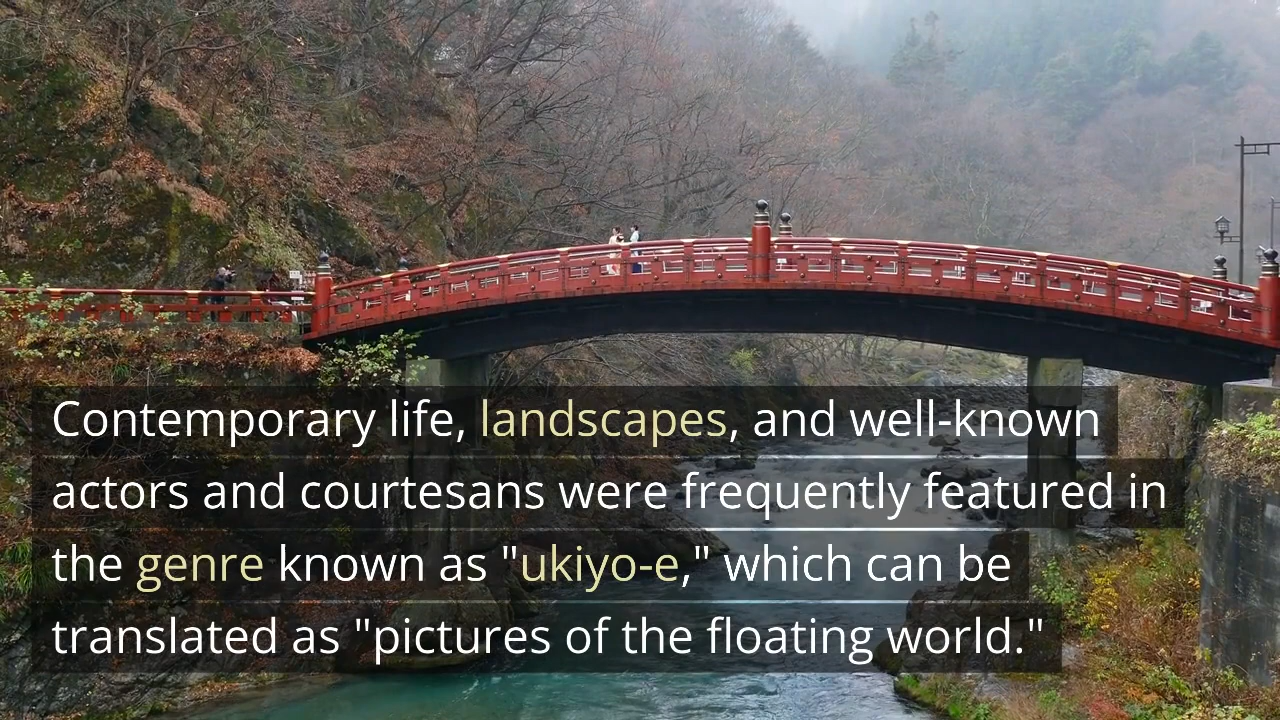 Contemporary life, landscapes, and well-known
actors and courtesans were frequently featured in
the genre known as "ukiyo-e," which can be
translated as "pictures of the floating world."